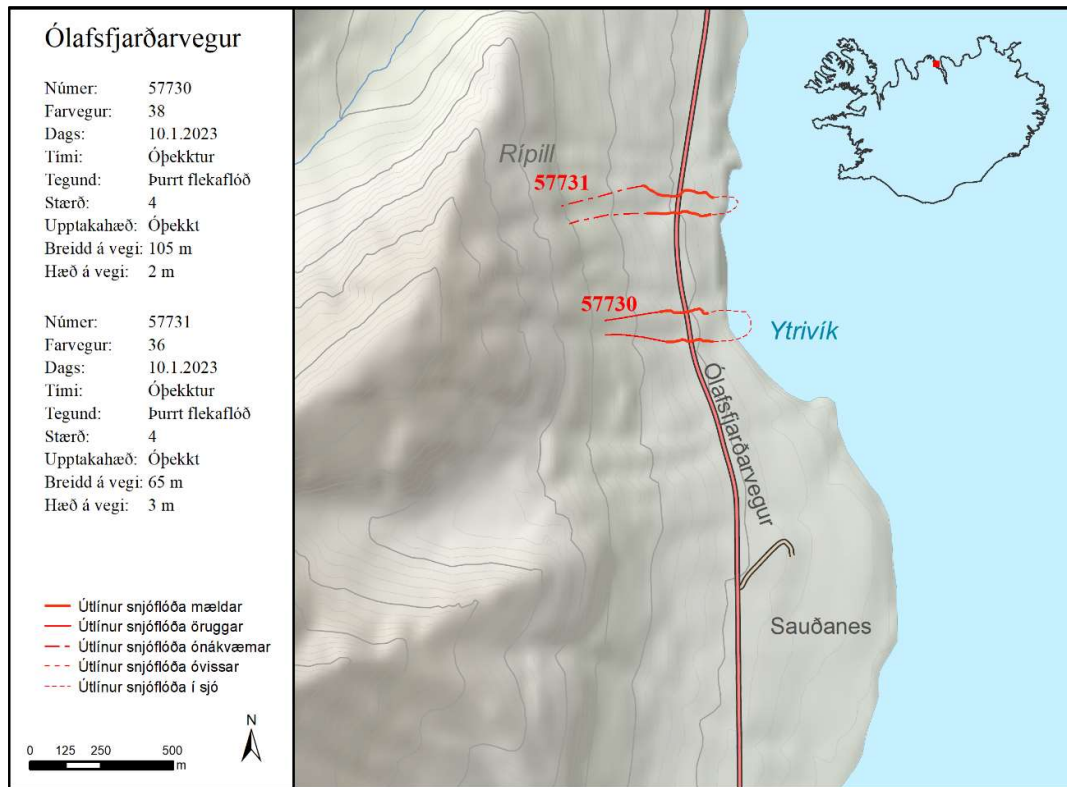 Ólafsfjarðarvegur
Númer: 57730
Farvegur: 38
Dags: 10.1.2023
Tími: Óþekktur
Tegund: Þurrt flekaflóð
Stærð: 4
Upptakahæð: Óþekkt
Breidd á vegi: 105 m
Hæð á vegi: 2 m
Númer: 57731
Farvegur: 36
Dags: 10.1.2023
Tími: Óþekktur
Tegund: Þurrt flekaflóð
Stærð: 4
Upptakahæð: Óþekkt
Breidd á vegi: 65 m
Hæð á vegi: 3 m
Útlínur snjóflóða mældar
Útlínur snjóflóða öruggar
Útlínur snjóflóða ónákvæmar
Útlínur snjóflóða óvissar
Útlínur snjóflóða í sjó
N
0 125 250 500
m
Rípill
57731
57730
Ytrivík
Ólafsfjarðarvegur
Sauðanes